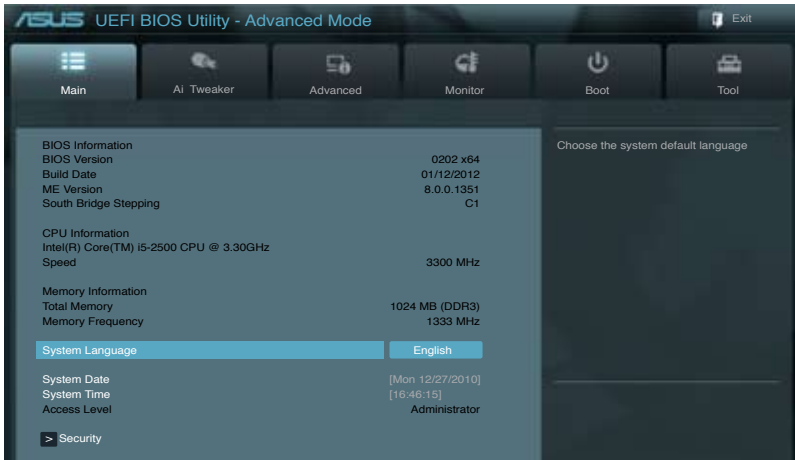 ASUS UEFI BIOS Utility - Advanced Mode Exit
Main Ai Tweaker Advanced Monitor Boot Tool
BIOS Information
BIOS Version 0202 x64
Build Date 01/12/2012
ME Version 8.0.0.1351
South Bridge Stepping C1
CPU Information
Intel(R) Core(TM) i5-2500 CPU @ 3.30GHz
Speed 3300 MHz
Memory Information
Total Memory 1024 MB (DDR3)
Memory Frequency 1333 MHz
System Language English
System Date [Mon 12/27/2010]
System Time [16:46:15]
Access Level Administrator
> Security
Choose the system default language